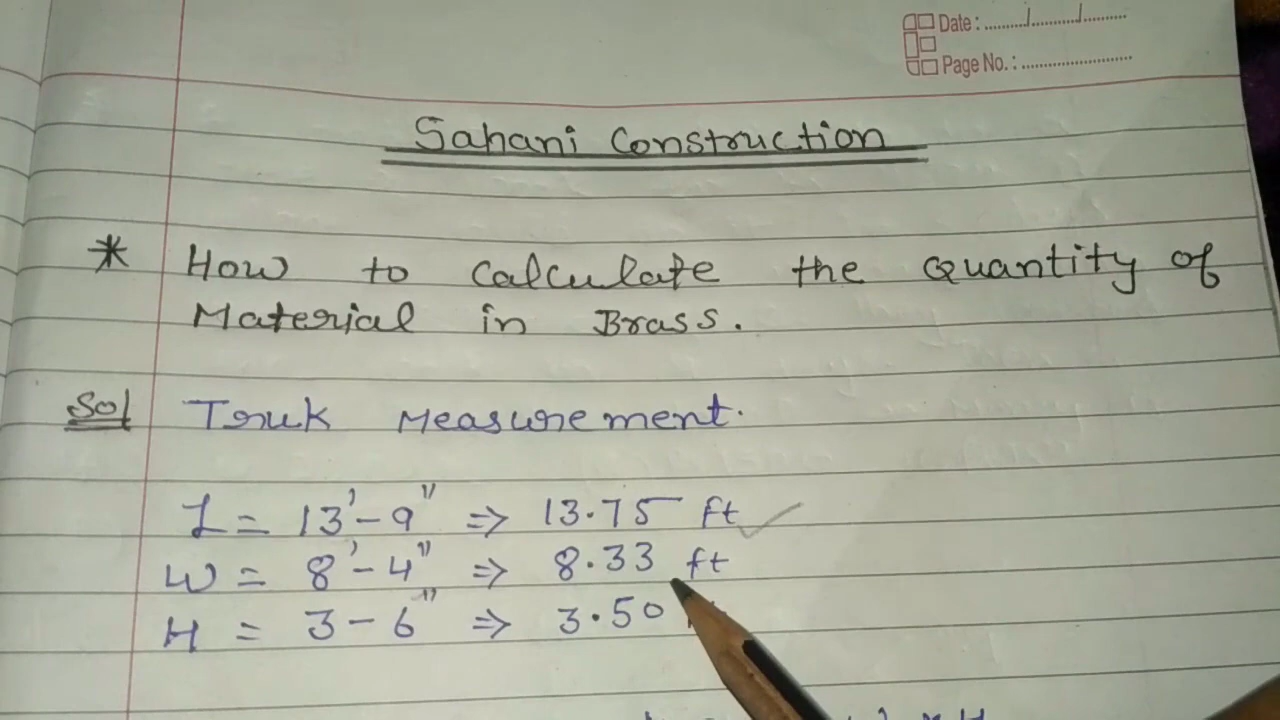 Date : ........../........../..........
Page No. : .........................
Sahani Construction
* How to calculate the Quantity of
Material in Brass.
Sol Truk Measurement.
L = 13'-9" ⇒ 13.75 ft ✓
W = 8'-4" ⇒ 8.33 ft
H = 3-6" ⇒ 3.50
× H